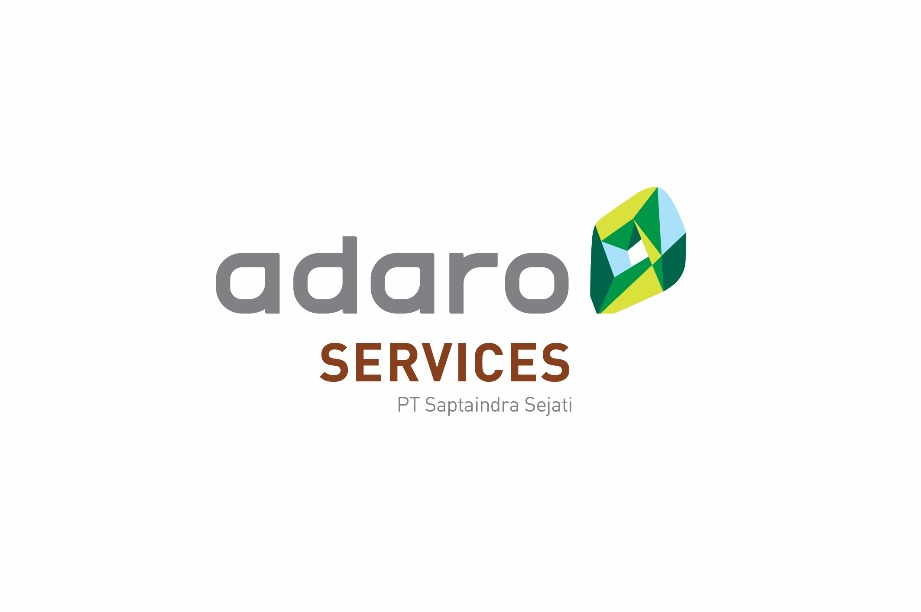 adaro
SERVICES
PT Saptaindra Sejati